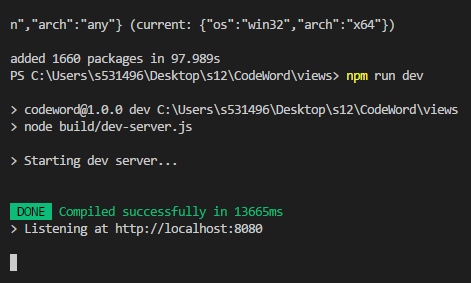 n","arch":"any"} (current: {"os":"win32","arch":"x64"})
added 1660 packages in 97.989s
PS C:\Users\s531496\Desktop\s12\CodeWord\views> npm run dev
> codeword@1.0.0 dev C:\Users\s531496\Desktop\s12\CodeWord\views
> node build/dev-server.js
> Starting dev server...
DONE Compiled successfully in 13665ms
> Listening at http://localhost:8080